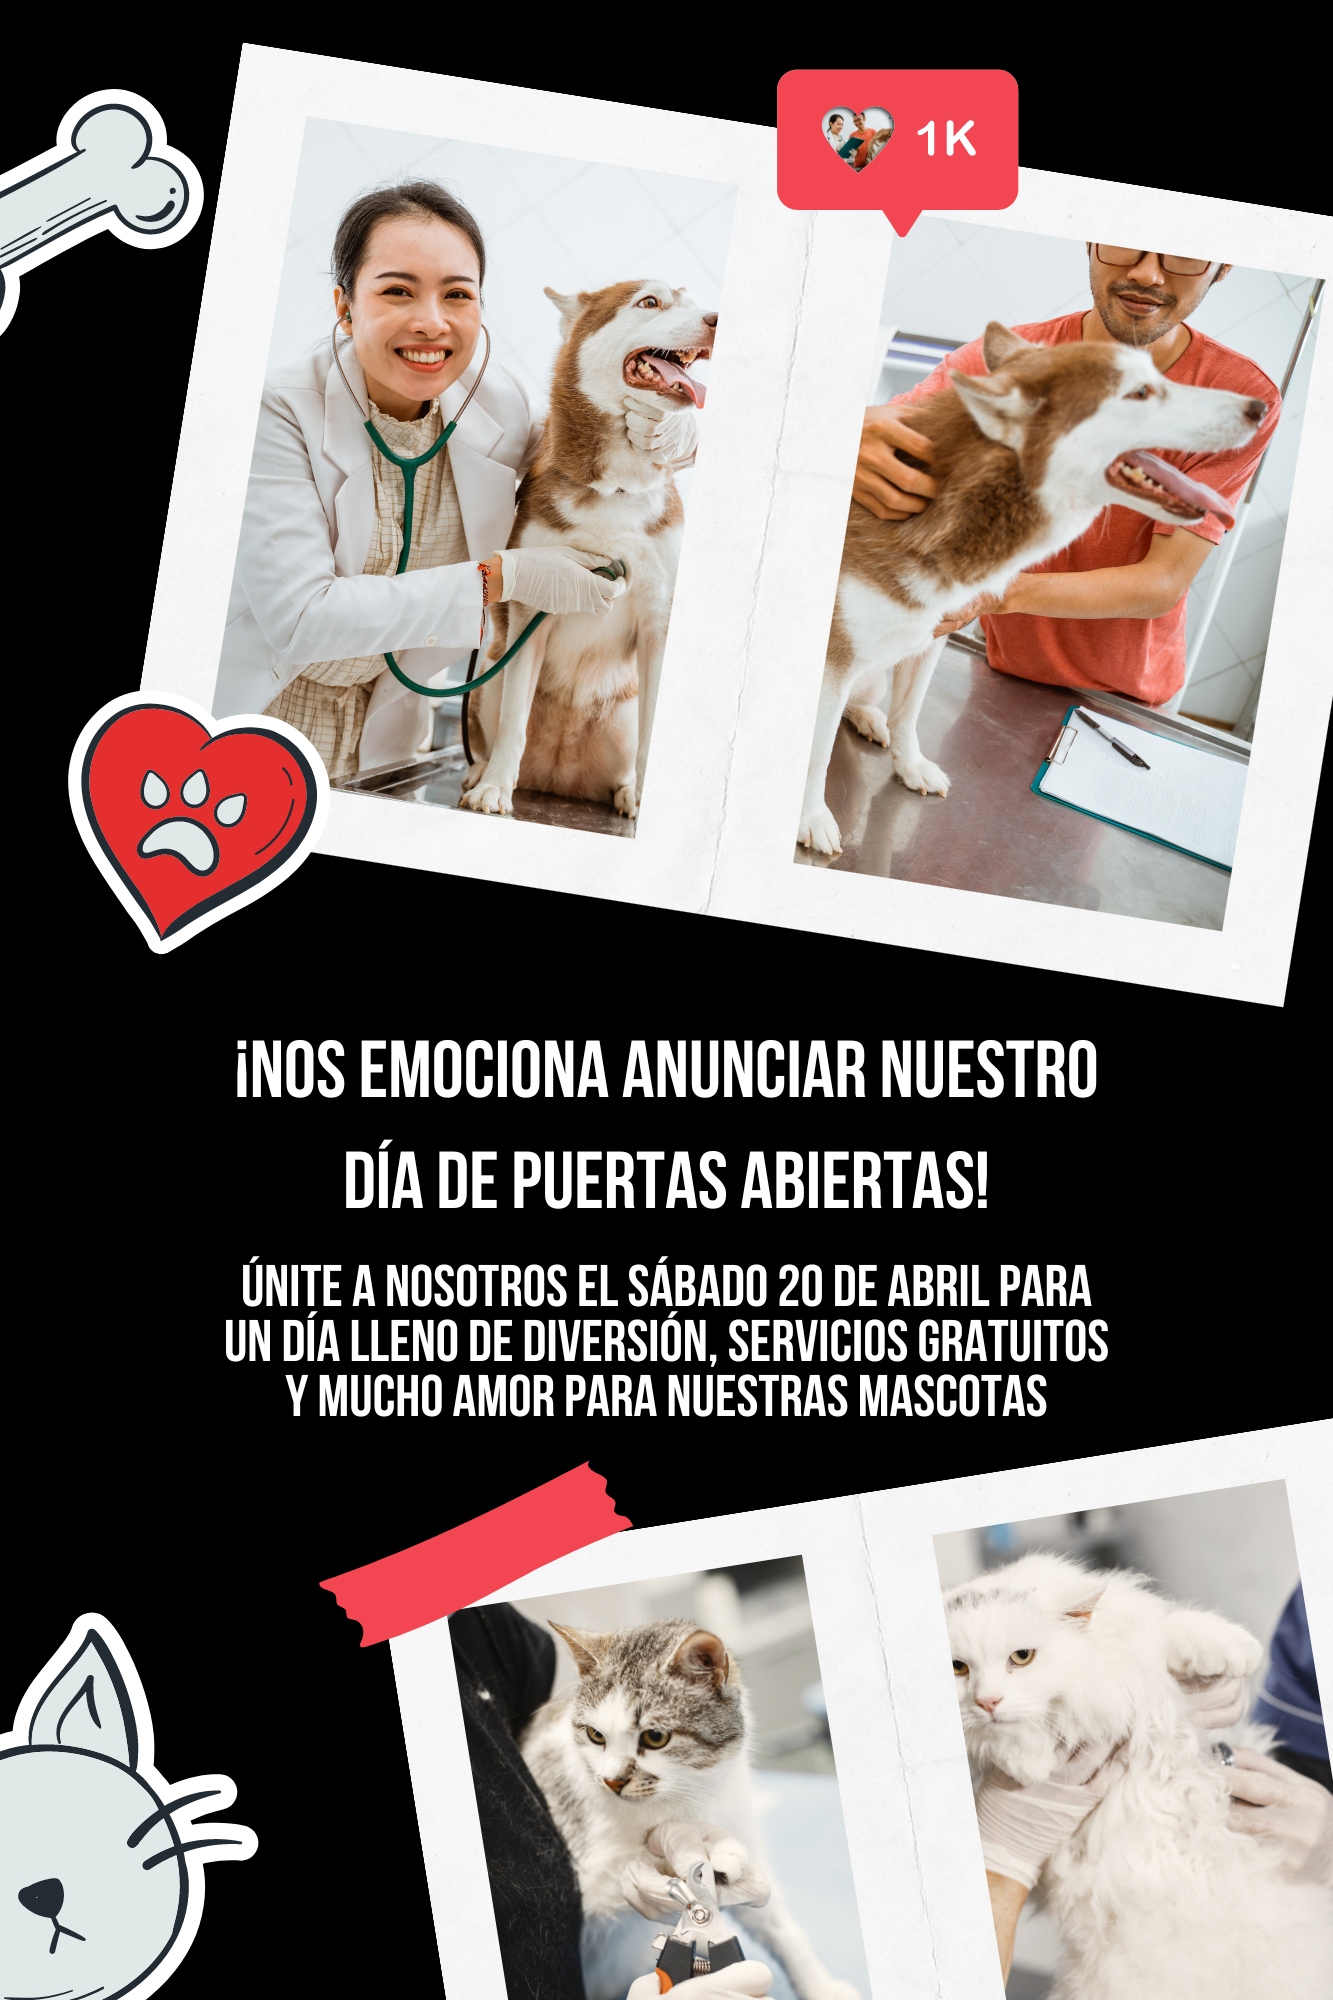 1K
¡NOS EMOCIONA ANUNCIAR NUESTRO
DÍA DE PUERTAS ABIERTAS!
ÚNITE A NOSOTROS EL SÁBADO 20 DE ABRIL PARA
UN DÍA LLENO DE DIVERSIÓN, SERVICIOS GRATUITOS
Y MUCHO AMOR PARA NUESTRAS MASCOTAS